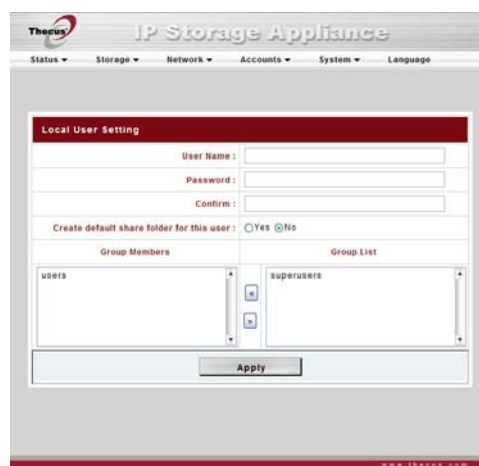 Thecus
IP Storage Appliance
Status Storage Network Accounts System Language
Local User Setting
User Name :
Password :
Confirm :
Create default share folder for this user : Yes No
Group Members Group List
users superusers
<
>
Apply
www.thecus.com